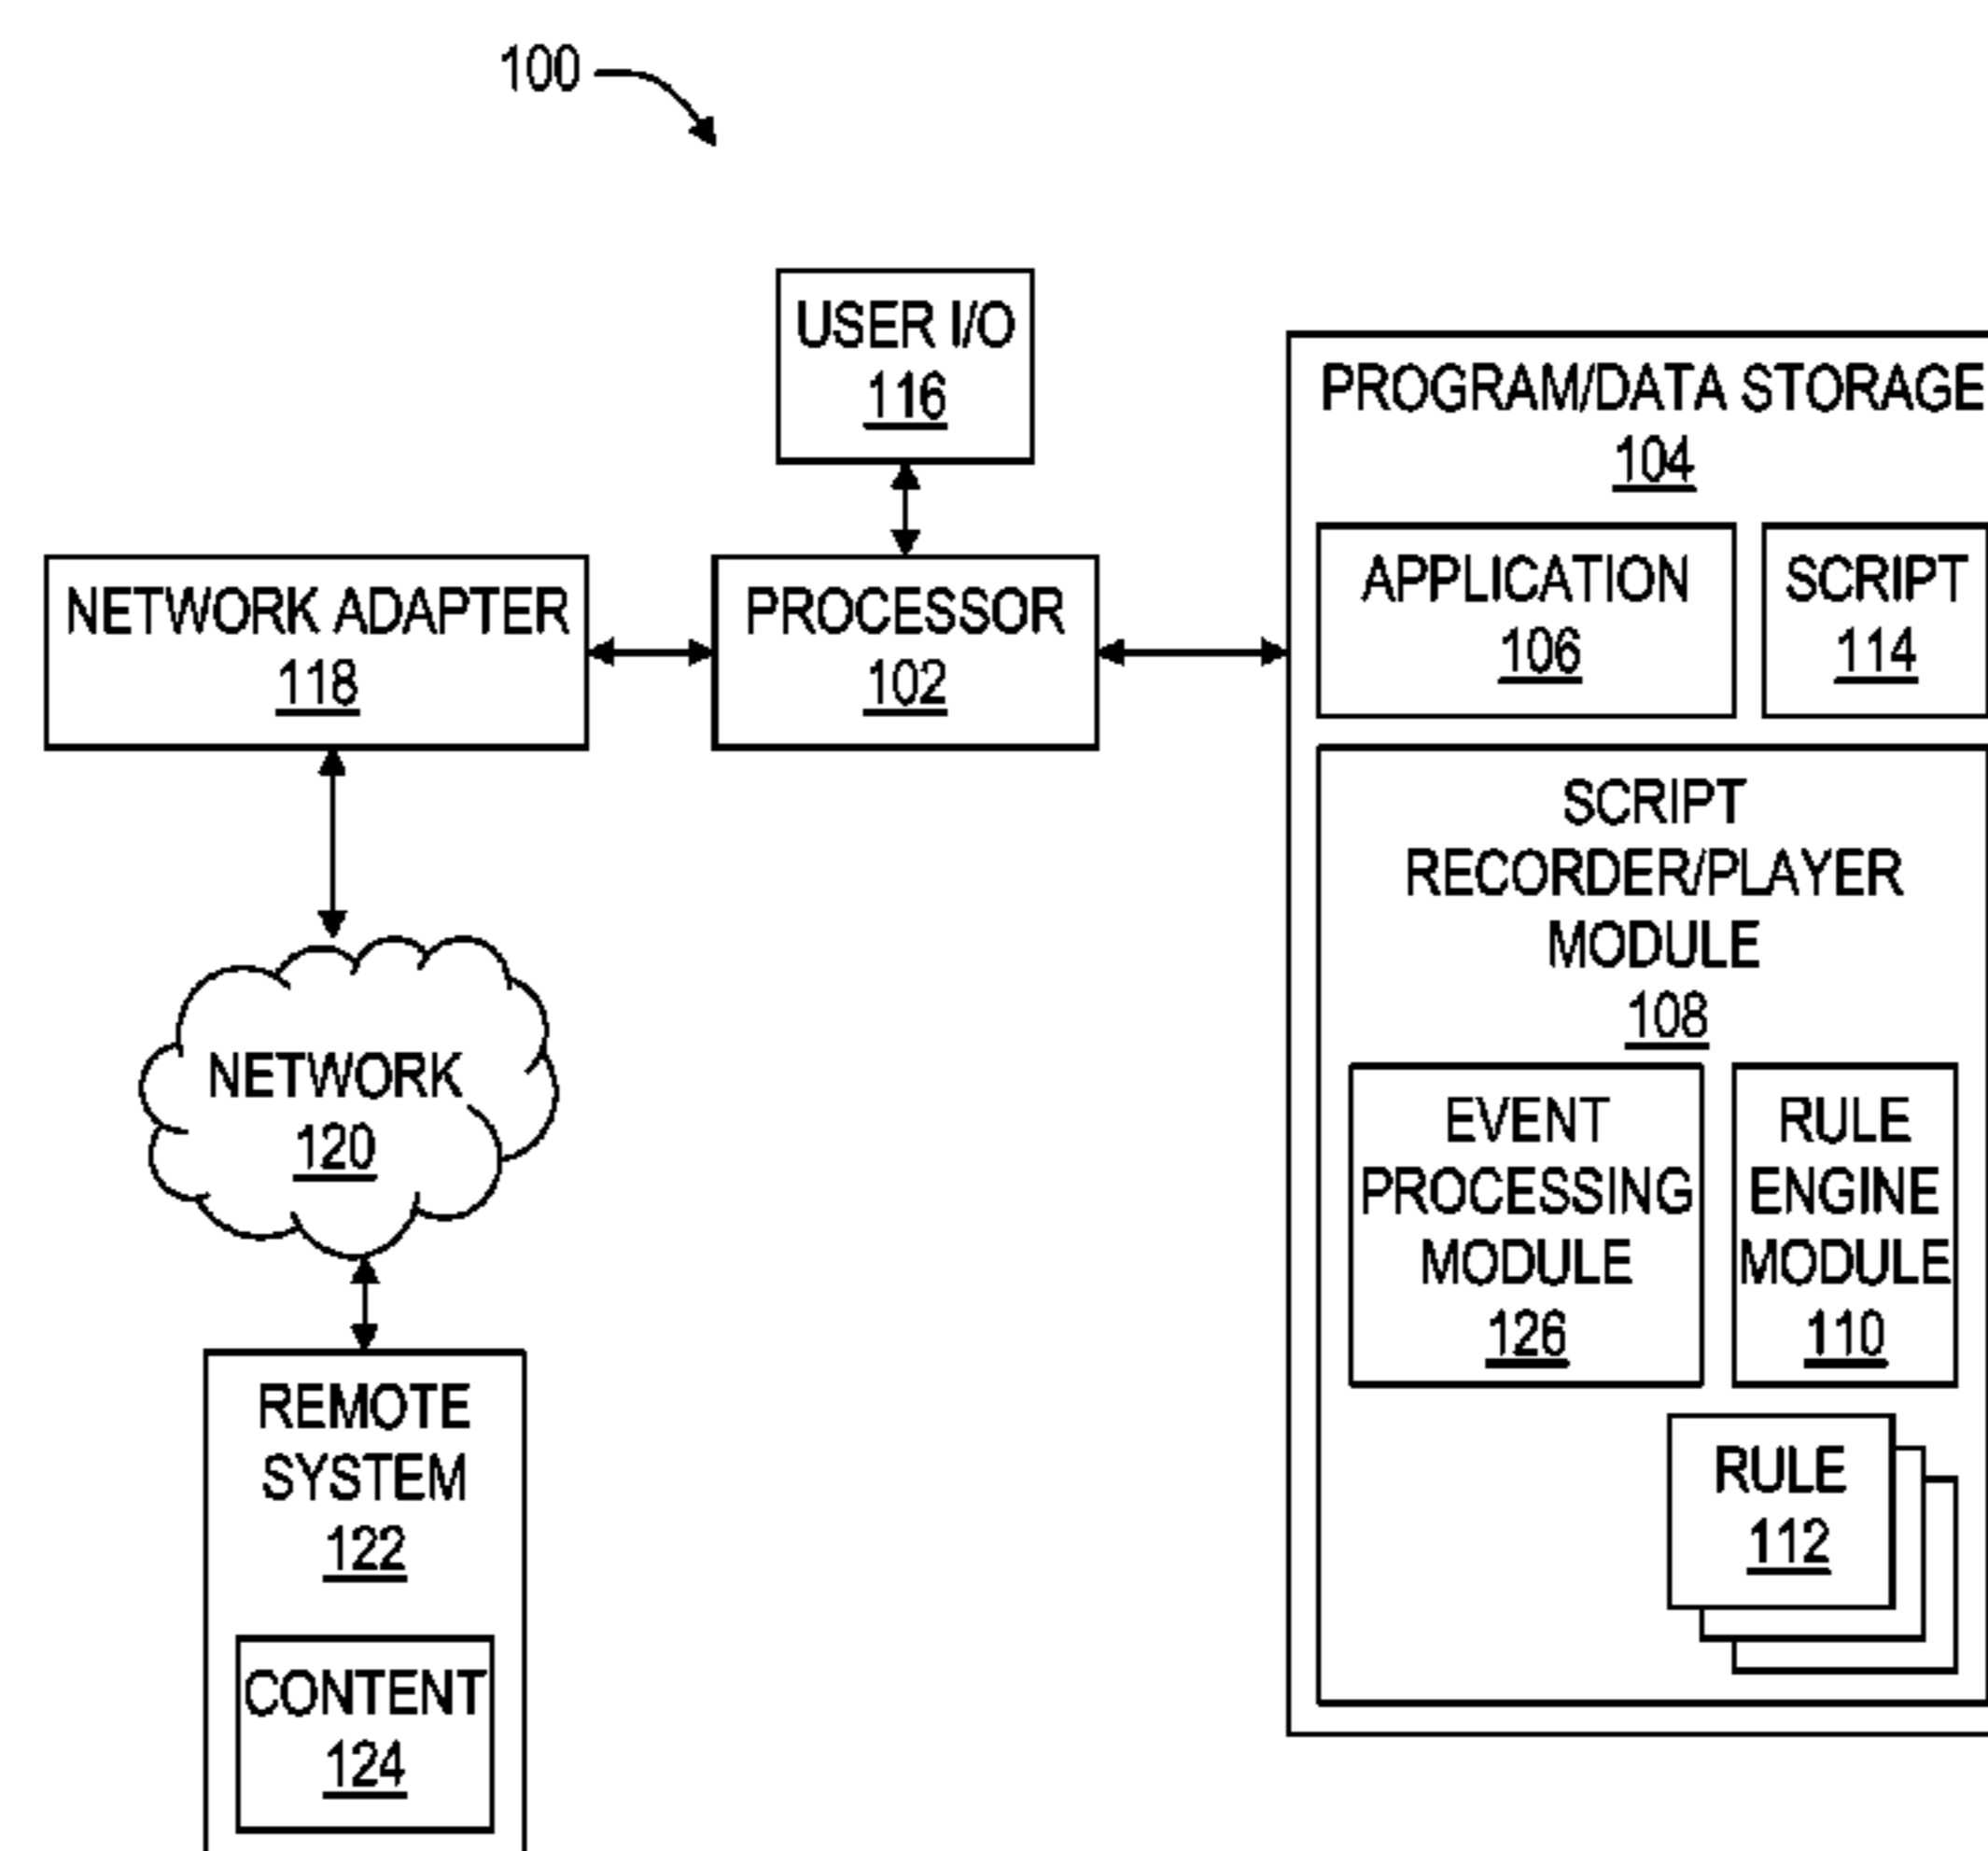 100
USER I/O
116
PROGRAM/DATA STORAGE
104
NETWORK ADAPTER
118
PROCESSOR
102
APPLICATION
106
SCRIPT
114
SCRIPT
RECORDER/PLAYER
MODULE
108
NETWORK
120
EVENT
PROCESSING
MODULE
126
RULE
ENGINE
MODULE
110
REMOTE
SYSTEM
122
RULE
112
CONTENT
124